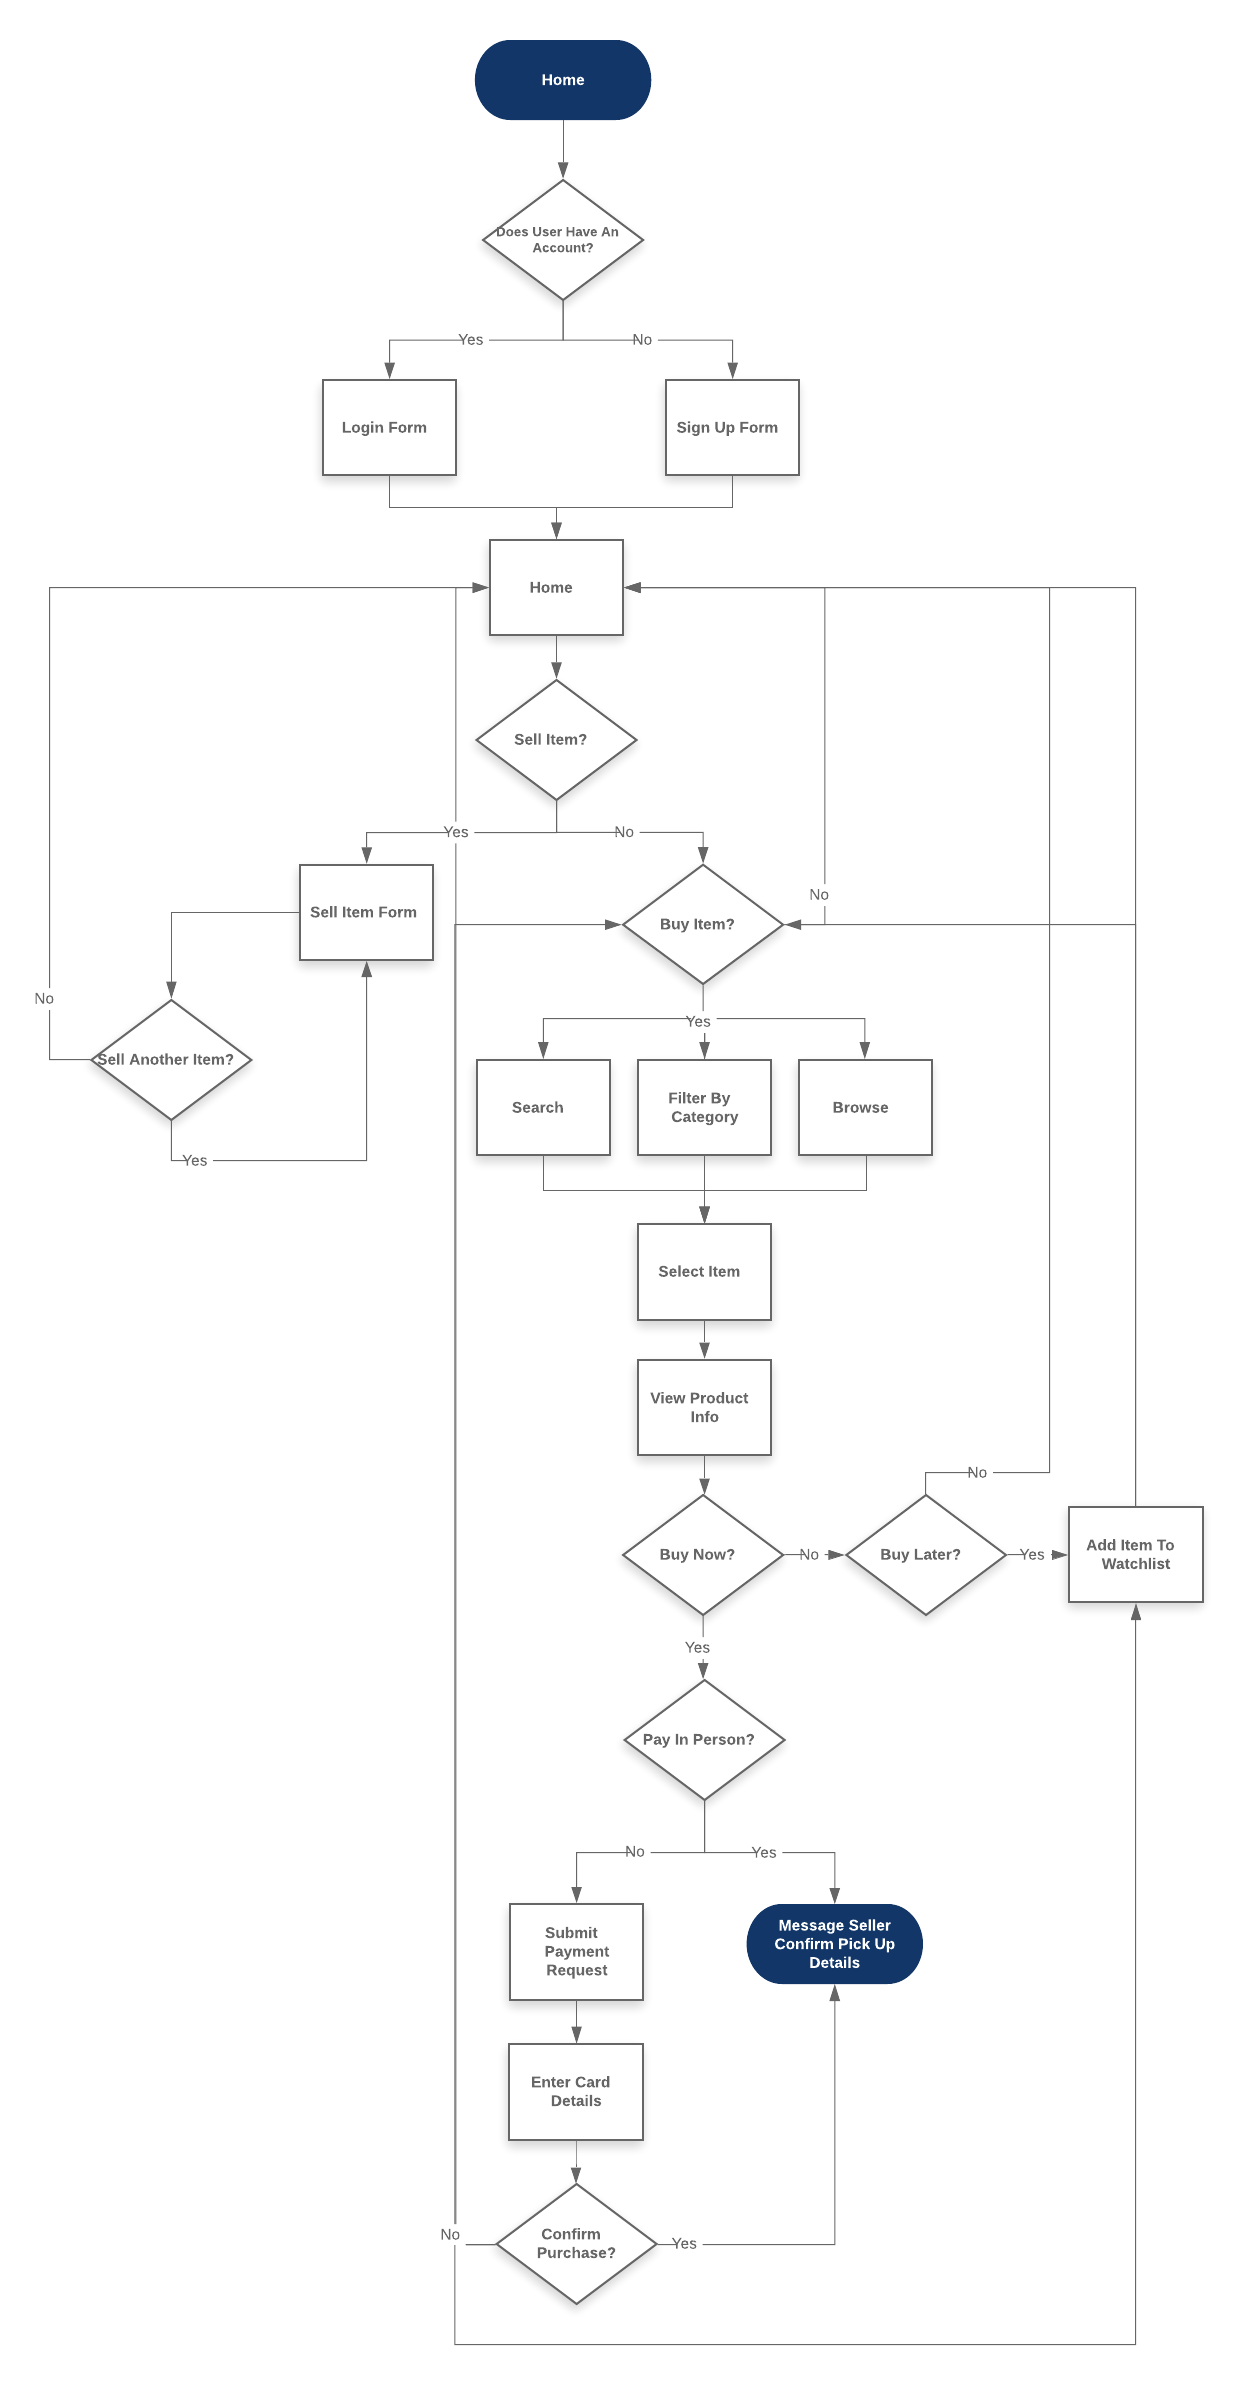 Home
Does User Have An
Account?
Yes
No
Login Form
Sign Up Form
Home
Sell Item?
Yes
No
Sell Item Form
Buy Item?
No
No
Sell Another Item?
Yes
Yes
Search
Filter By
Category
Browse
Select Item
View Product
Info
No
Buy Now?
No
Buy Later?
Yes
Add Item To
Watchlist
Yes
Pay In Person?
No
Yes
Submit
Payment
Request
Message Seller
Confirm Pick Up
Details
Enter Card
Details
No
Confirm
Purchase?
Yes